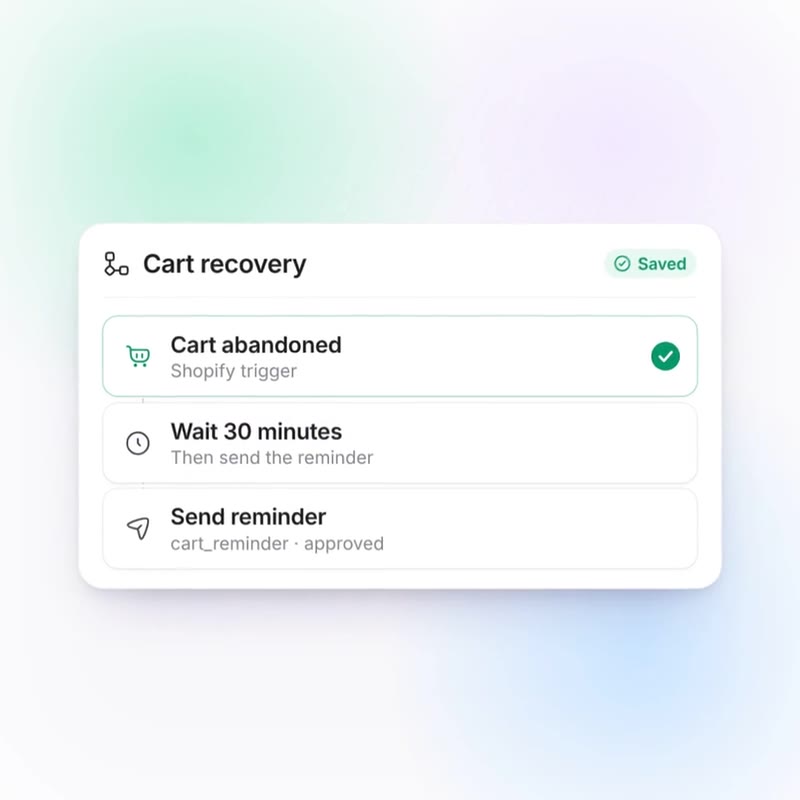 Cart recovery
Saved
Cart abandoned
Shopify trigger
Wait 30 minutes
Then send the reminder
Send reminder
cart_reminder · approved